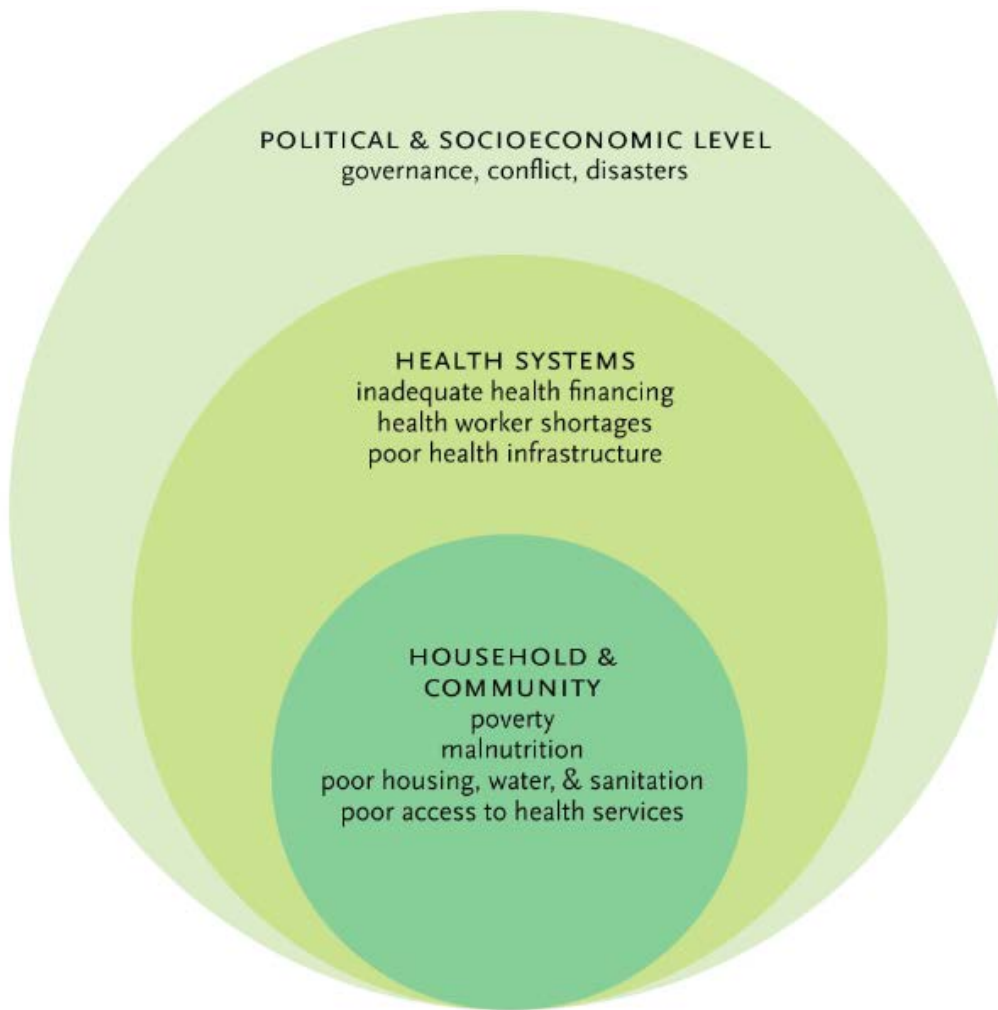 POLITICAL & SOCIOECONOMIC LEVEL
governance, conflict, disasters
HEALTH SYSTEMS
inadequate health financing
health worker shortages
poor health infrastructure
HOUSEHOLD &
COMMUNITY
poverty
malnutrition
poor housing, water, & sanitation
poor access to health services